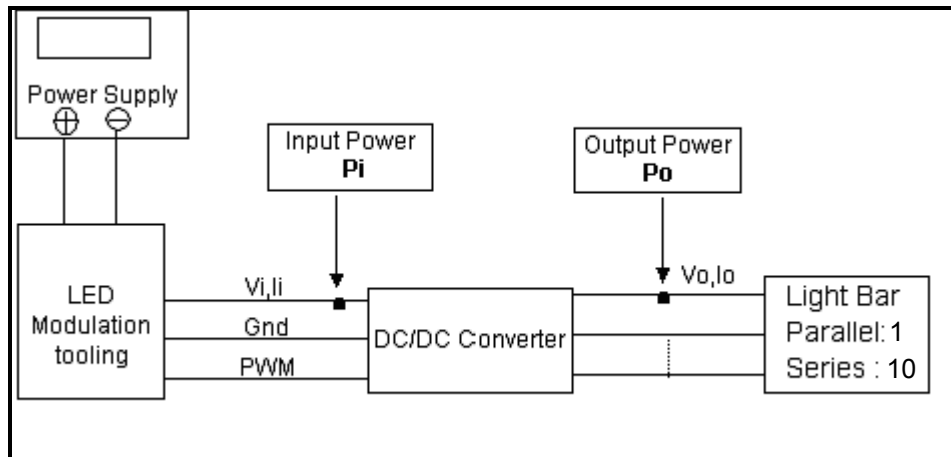 Power Supply
Input Power
Pi
Output Power
Po
LED
Modulation
tooling
Vi,Ii
Gnd
PWM
DC/DC Converter
Vo,Io
Light Bar
Parallel: 1
Series : 10